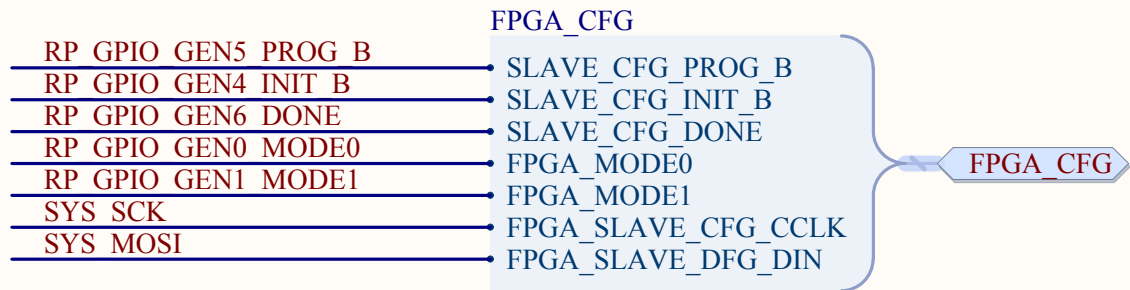 FPGA_CFG
RP_GPIO_GEN5_PROG_B
SLAVE_CFG_PROG_B
RP_GPIO_GEN4_INIT_B
SLAVE_CFG_INIT_B
RP_GPIO_GEN6_DONE
SLAVE_CFG_DONE
RP_GPIO_GEN0_MODE0
FPGA_MODE0
FPGA_CFG
RP_GPIO_GEN1_MODE1
FPGA_MODE1
SYS_SCK
FPGA_SLAVE_CFG_CCLK
SYS_MOSI
FPGA_SLAVE_DFG_DIN